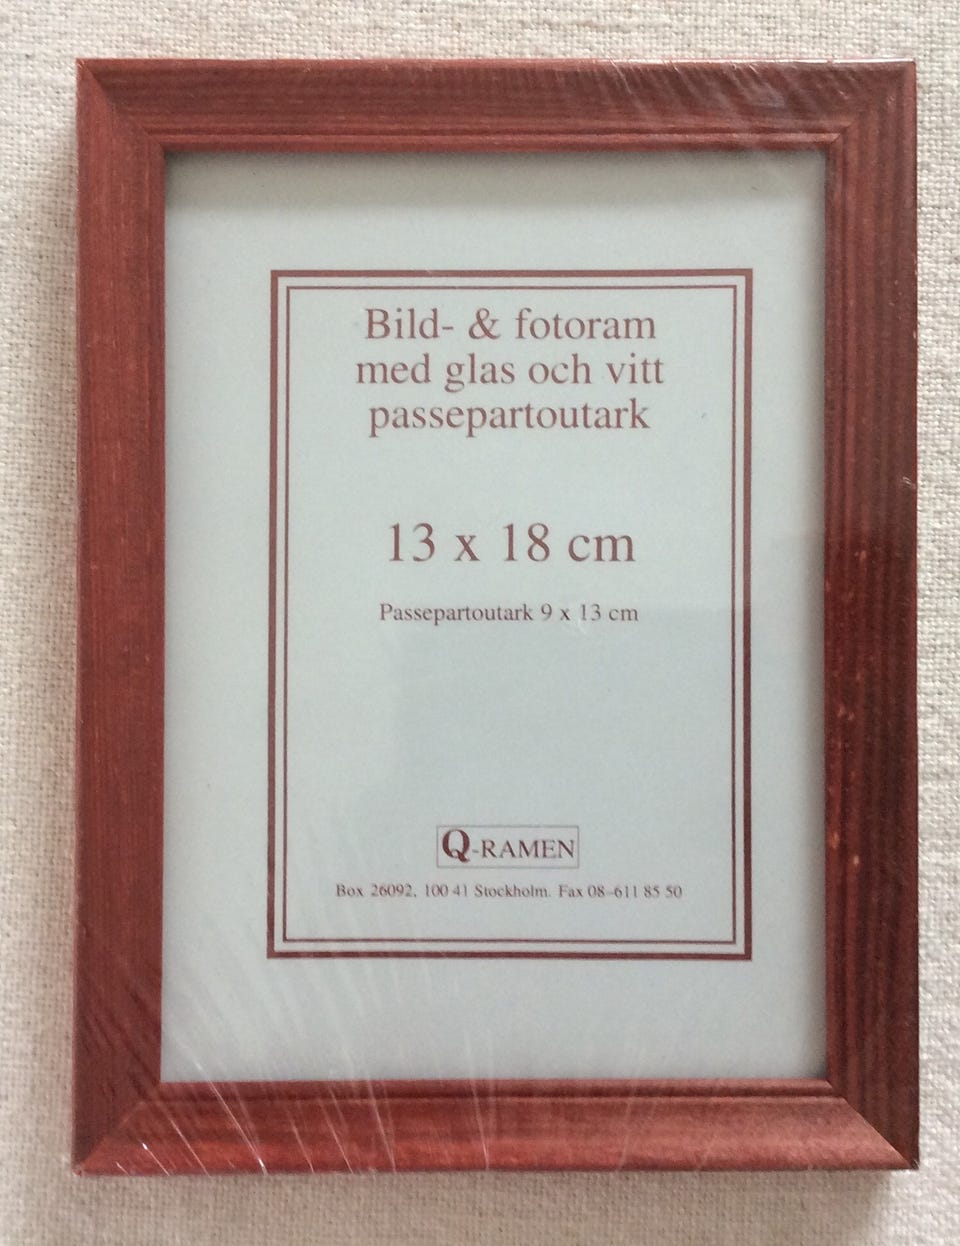 Bild- & fotoram
med glas och vitt
passepartoutark
13 x 18 cm
Passepartoutark 9 x 13 cm
Q-RAMEN
Box 26092, 100 41 Stockholm. Fax 08–611 85 50